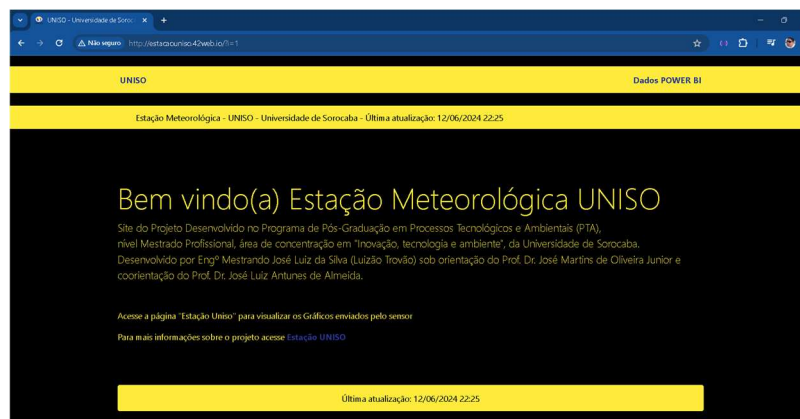 UNISO - Universidade de Soroc
Não seguro
http://estacaouniso.42web.io/?i=1
UNISO
Dados POWER BI
Estação Meteorológica - UNISO - Universidade de Sorocaba - Última atualização: 12/06/2024 22:25
Bem vindo(a) Estação Meteorológica UNISO
Site do Projeto Desenvolvido no Programa de Pós-Graduação em Processos Tecnológicos e Ambientais (PTA),
nível Mestrado Profissional, área de concentração em "Inovação, tecnologia e ambiente", da Universidade de Sorocaba.
Desenvolvido por Engº Mestrando José Luiz da Silva (Luizão Trovão) sob orientação do Prof. Dr. José Martins de Oliveira Junior e
coorientação do Prof. Dr. José Luiz Antunes de Almeida.
Acesse a página "Estação Uniso" para visualizar os Gráficos enviados pelo sensor
Para mais informações sobre o projeto acesse Estação UNISO
Última atualização: 12/06/2024 22:25